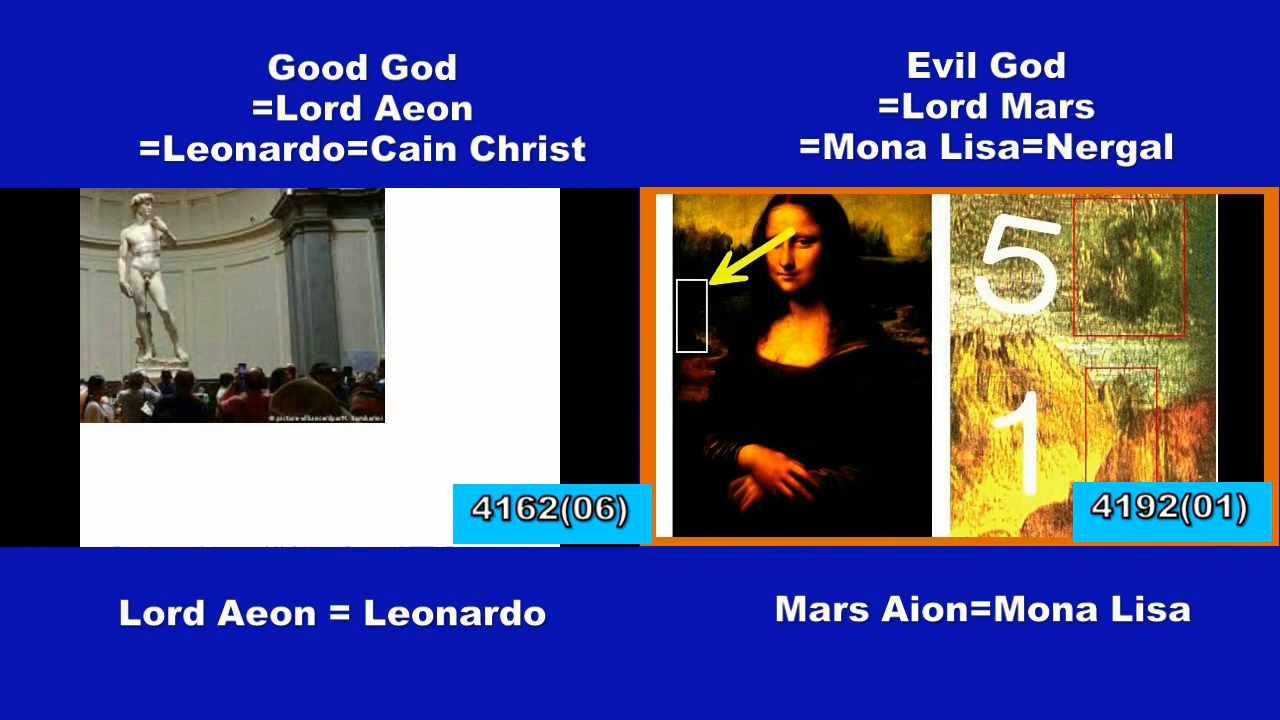 Good God
=Lord Aeon
=Leonardo=Cain Christ
Evil God
=Lord Mars
=Mona Lisa=Nergal
5
1
4162(06)
4192(01)
Lord Aeon = Leonardo
Mars Aion=Mona Lisa